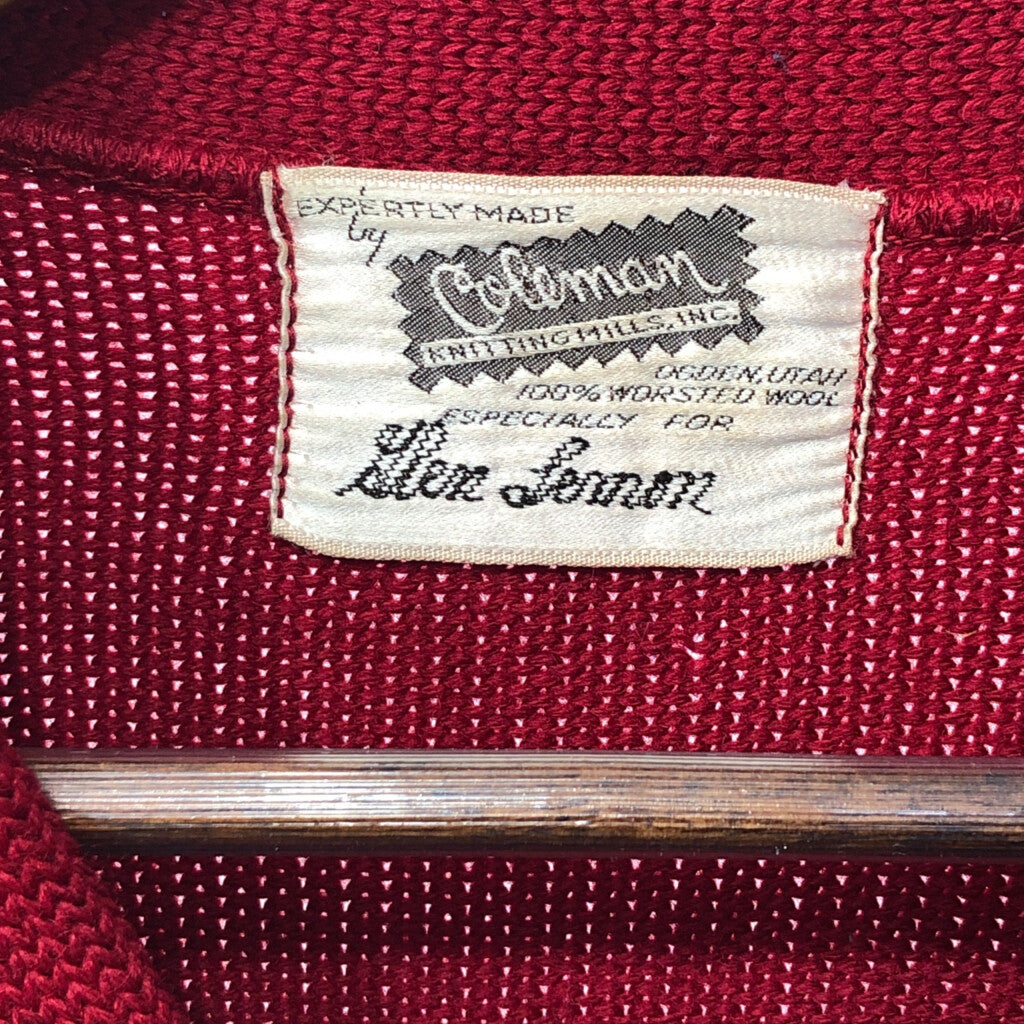 EXPERTLY MADE
by
Coleman
KNITTING MILLS, INC.
OGDEN, UTAH
100% WORSTED WOOL
ESPECIALLY FOR